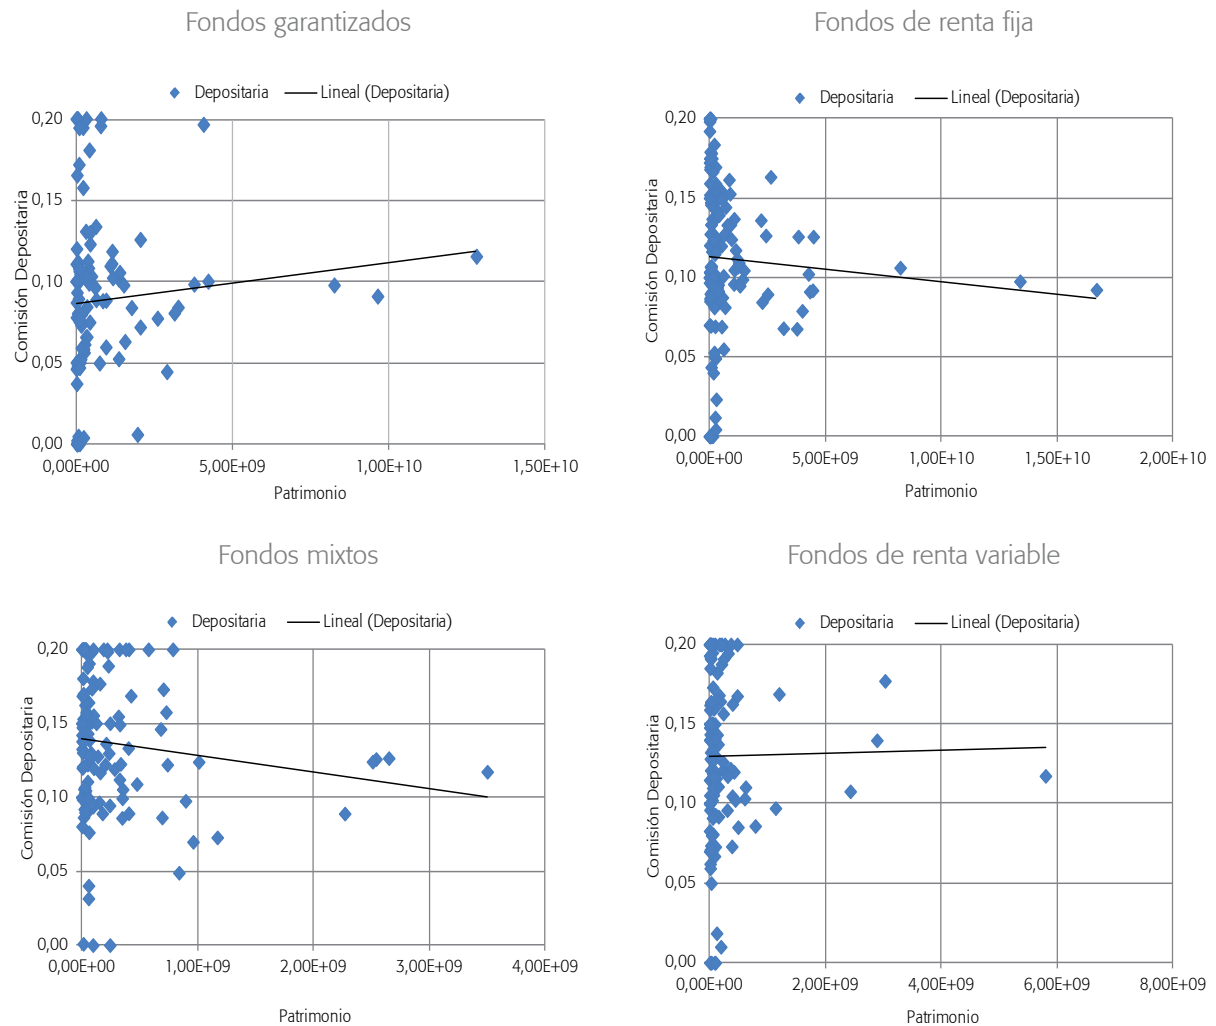 Fondos garantizados
Depositaria Lineal (Depositaria)
Comisión Depositaria
0,20
0,15
0,10
0,05
0,00
0,00E+00 5,00E+09 1,00E+10 1,50E+10
Patrimonio
Fondos de renta fija
Depositaria Lineal (Depositaria)
Comisión Depositaria
0,20
0,15
0,10
0,05
0,00
0,00E+00 5,00E+09 1,00E+10 1,50E+10 2,00E+10
Patrimonio
Fondos mixtos
Depositaria Lineal (Depositaria)
Comisión Depositaria
0,20
0,15
0,10
0,05
0,00
0,00E+00 1,00E+09 2,00E+09 3,00E+09 4,00E+09
Patrimonio
Fondos de renta variable
Depositaria Lineal (Depositaria)
Comisión Depositaria
0,20
0,15
0,10
0,05
0,00
0,00E+00 2,00E+09 4,00E+09 6,00E+09 8,00E+09
Patrimonio